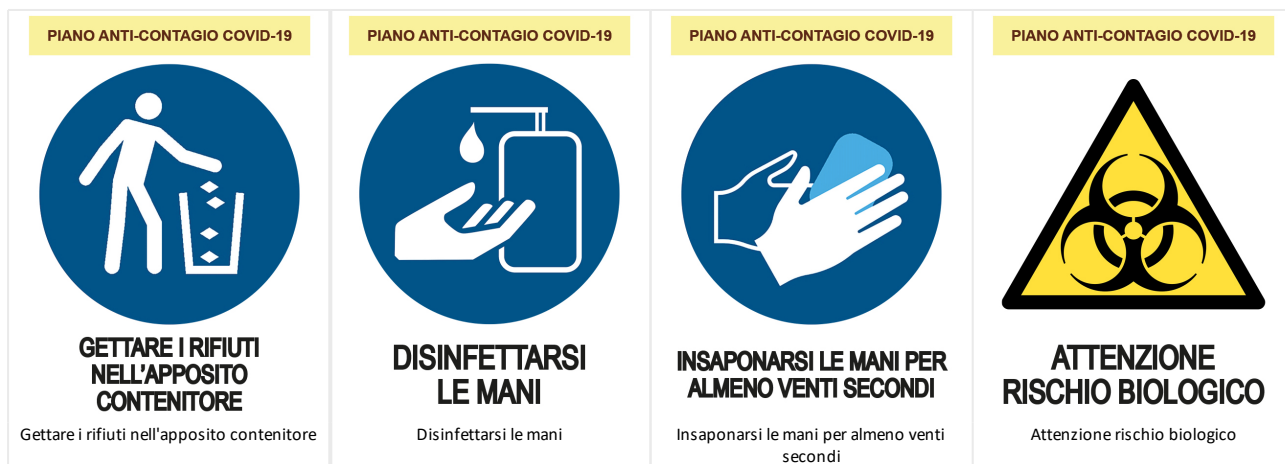 PIANO ANTI-CONTAGIO COVID-19
GETTARE I RIFIUTI
NELL'APPOSITO
CONTENITORE
Gettare i rifiuti nell'apposito contenitore
PIANO ANTI-CONTAGIO COVID-19
DISINFETTARSI
LE MANI
Disinfettarsi le mani
PIANO ANTI-CONTAGIO COVID-19
INSAPONARSI LE MANI PER
ALMENO VENTI SECONDI
Insaponarsi le mani per almeno venti
secondi
PIANO ANTI-CONTAGIO COVID-19
ATTENZIONE
RISCHIO BIOLOGICO
Attenzione rischio biologico